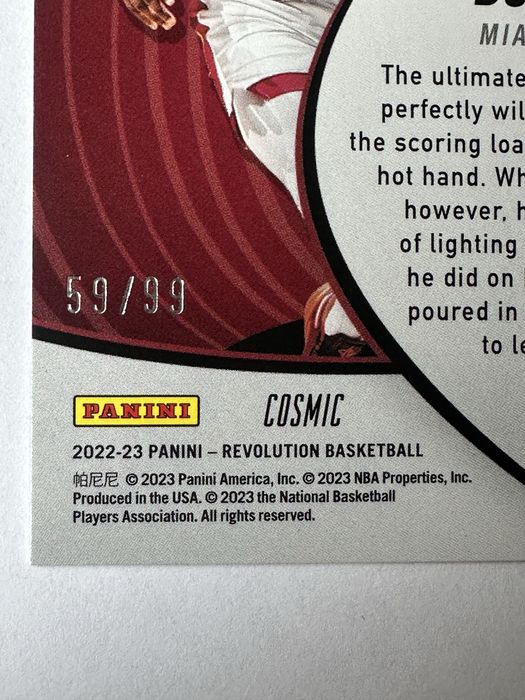 MIA
The ultimate
perfectly wil
the scoring loa
hot hand. Wh
however, h
of lighting
he did on
poured in
to le
59/99
PANINI
COSMIC
2022-23 PANINI – REVOLUTION BASKETBALL
帕尼尼 © 2023 Panini America, Inc. © 2023 NBA Properties, Inc.
Produced in the USA. © 2023 the National Basketball
Players Association. All rights reserved.